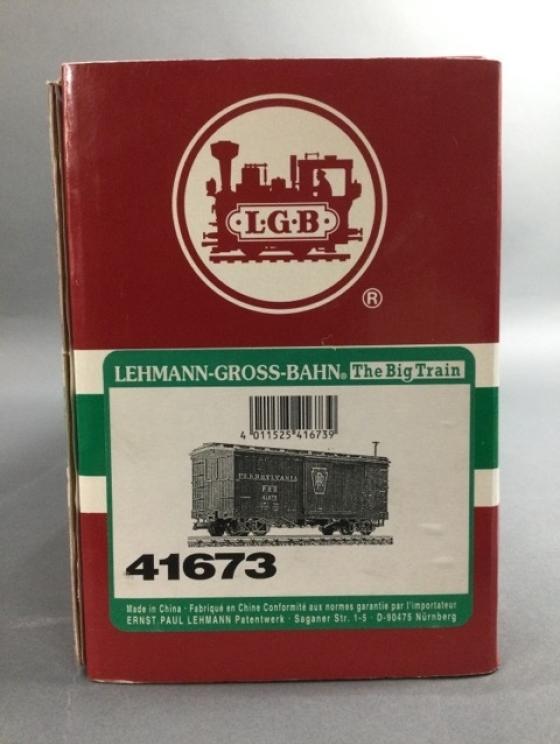 ·L·G·B·
®
LEHMANN-GROSS-BAHN® The Big Train
4 011525 416739
PENNSYLVANIA
41673
Made in China · Fabriqué en Chine Conformité aux normes garantie par l'importateur
ERNST PAUL LEHMANN Patentwerk · Saganer Str. 1-5 · D-90475 Nürnberg